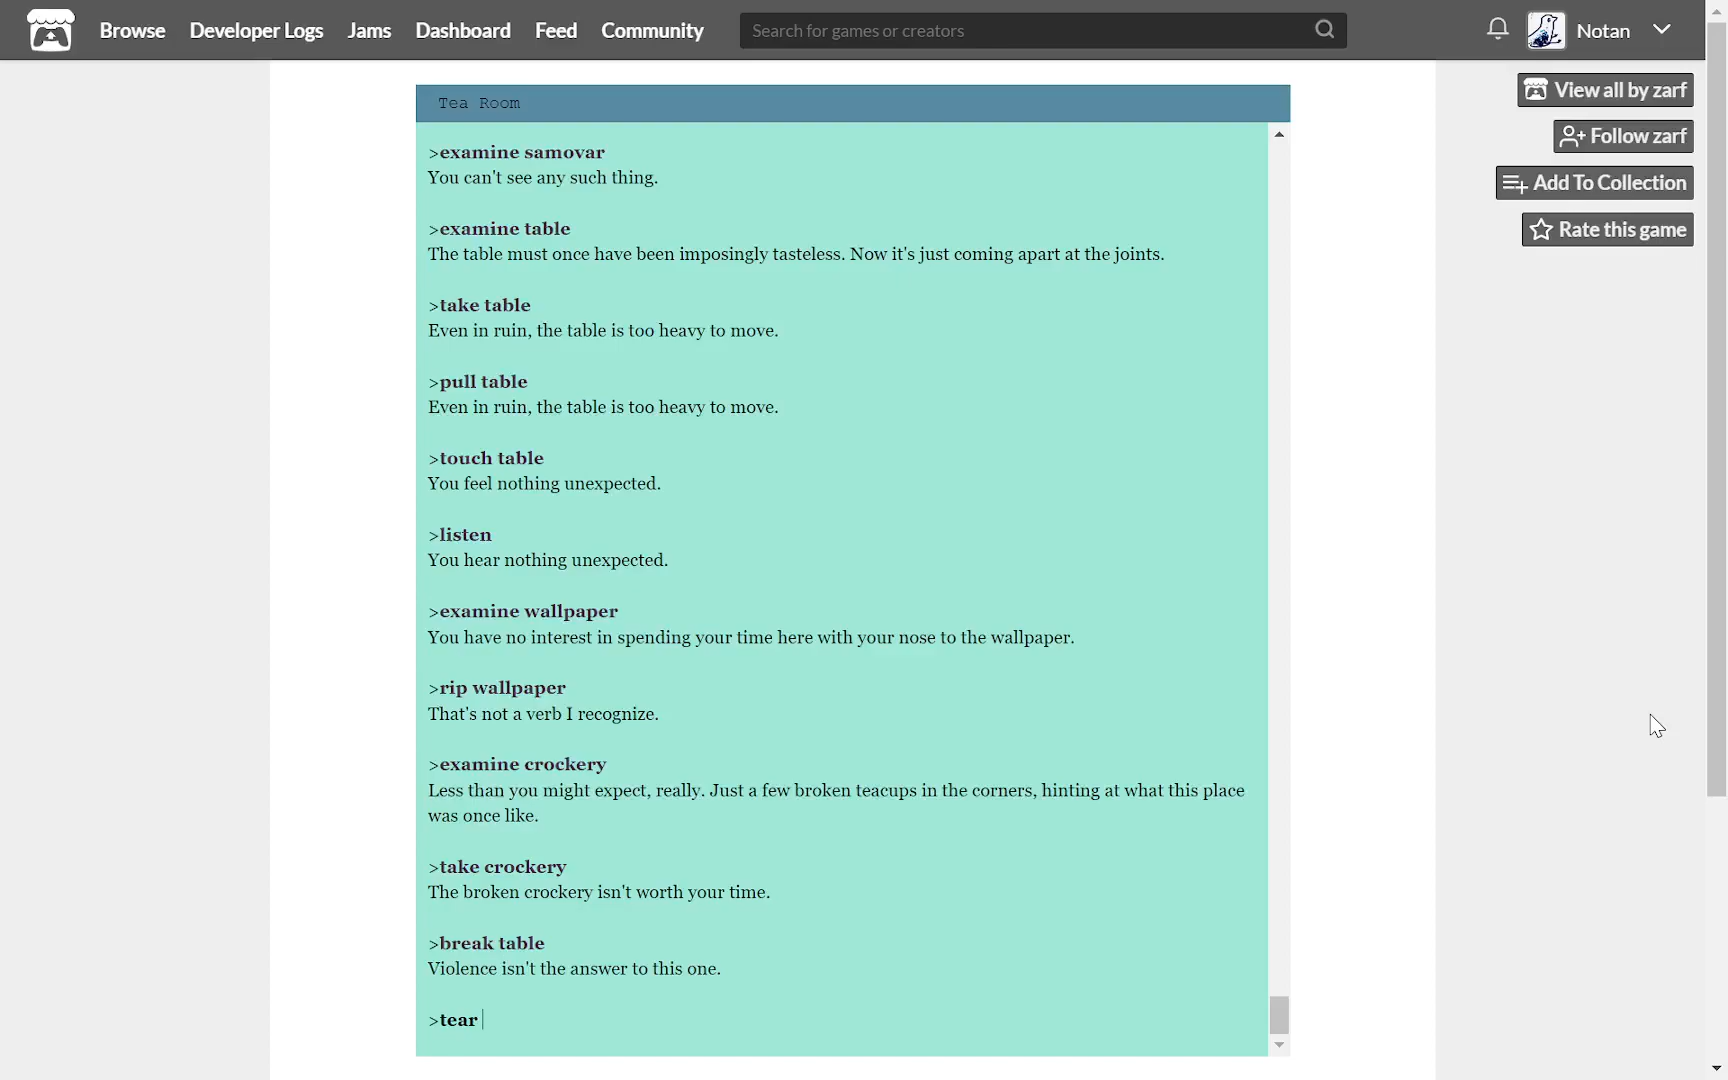 Browse Developer Logs Jams Dashboard Feed Community Search for games or creators Notan
View all by zarf
Follow zarf
Add To Collection
Rate this game
Tea Room
>examine samovar
You can't see any such thing.
>examine table
The table must once have been imposingly tasteless. Now it's just coming apart at the joints.
>take table
Even in ruin, the table is too heavy to move.
>pull table
Even in ruin, the table is too heavy to move.
>touch table
You feel nothing unexpected.
>listen
You hear nothing unexpected.
>examine wallpaper
You have no interest in spending your time here with your nose to the wallpaper.
>rip wallpaper
That's not a verb I recognize.
>examine crockery
Less than you might expect, really. Just a few broken teacups in the corners, hinting at what this place
was once like.
>take crockery
The broken crockery isn't worth your time.
>break table
Violence isn't the answer to this one.
>tear